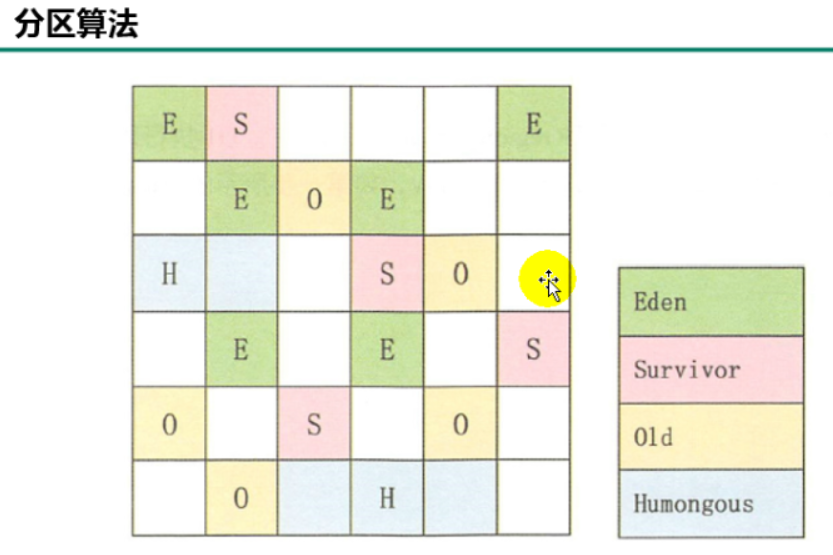 分区算法
E S E
E O E
H S O
E E S
O S O
O H
Eden
Survivor
Old
Humongous